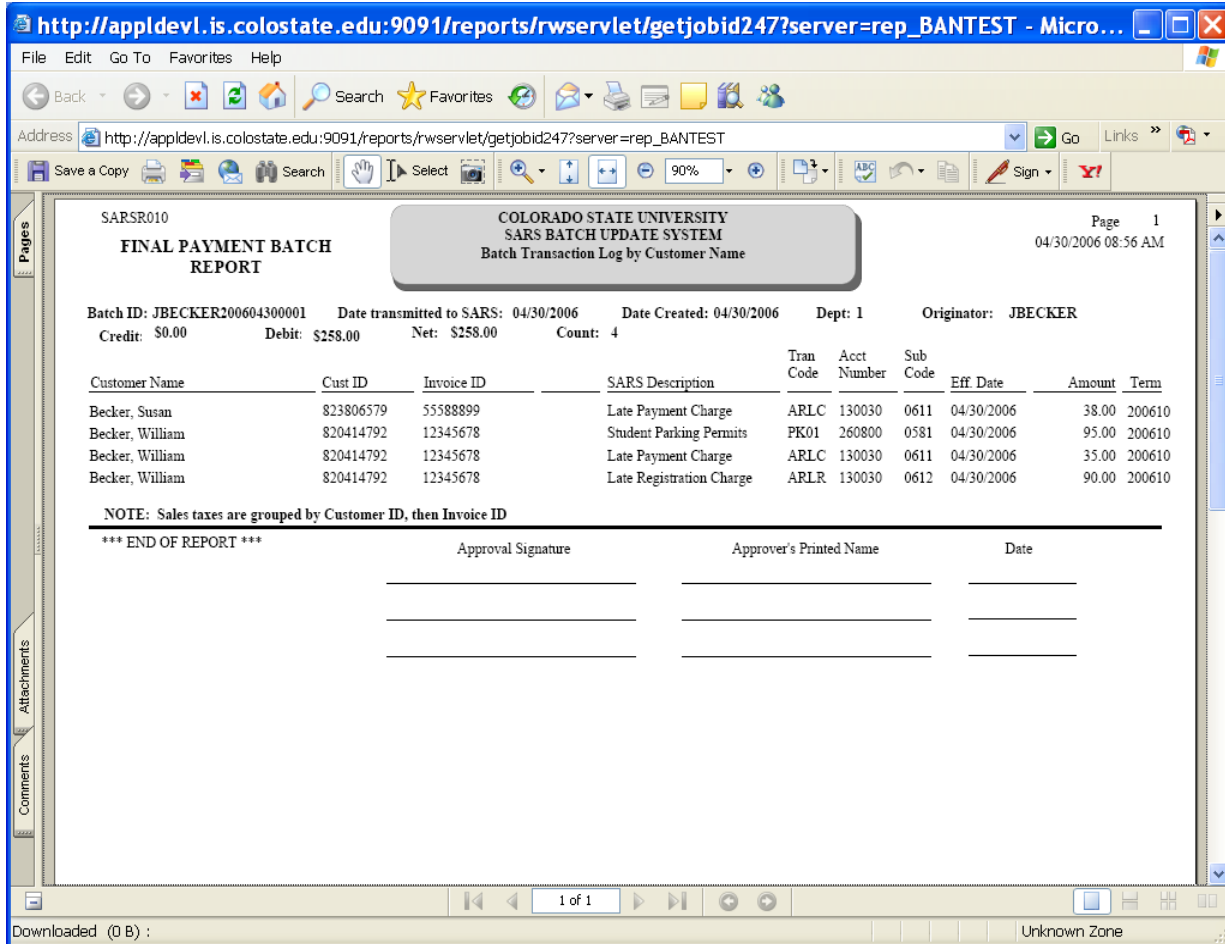 http://appldevl.is.colostate.edu:9091/reports/rwservlet/getjobid247?server=rep_BANTEST - Micro...
File Edit Go To Favorites Help
Back Search Favorites
Address http://appldevl.is.colostate.edu:9091/reports/rwservlet/getjobid247?server=rep_BANTEST Go Links »
Save a Copy Search Select 90% Sign Y!
Pages
Attachments
Comments
SARSR010 COLORADO STATE UNIVERSITY Page 1
FINAL PAYMENT BATCH SARS BATCH UPDATE SYSTEM 04/30/2006 08:56 AM
REPORT Batch Transaction Log by Customer Name
Batch ID: JBECKER200604300001 Date transmitted to SARS: 04/30/2006 Date Created: 04/30/2006 Dept: 1 Originator: JBECKER
Credit: $0.00 Debit: $258.00 Net: $258.00 Count: 4
Tran Acct Sub
Customer Name Cust ID Invoice ID SARS Description Code Number Code Eff. Date Amount Term
Becker, Susan 823806579 55588899 Late Payment Charge ARLC 130030 0611 04/30/2006 38.00 200610
Becker, William 820414792 12345678 Student Parking Permits PK01 260800 0581 04/30/2006 95.00 200610
Becker, William 820414792 12345678 Late Payment Charge ARLC 130030 0611 04/30/2006 35.00 200610
Becker, William 820414792 12345678 Late Registration Charge ARLR 130030 0612 04/30/2006 90.00 200610
NOTE: Sales taxes are grouped by Customer ID, then Invoice ID
*** END OF REPORT *** Approval Signature Approver's Printed Name Date
1 of 1
Downloaded (0 B) : Unknown Zone